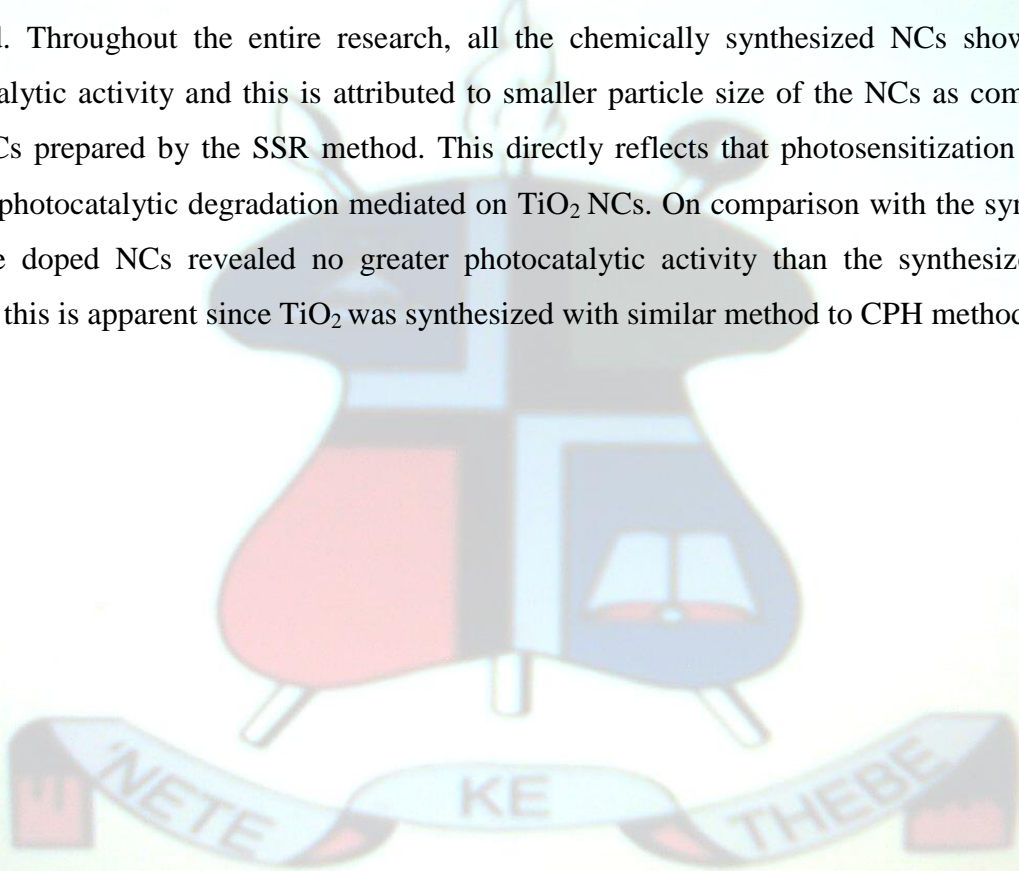 l. Throughout the entire research, all the chemically synthesized NCs show
alytic activity and this is attributed to smaller particle size of the NCs as com
Cs prepared by the SSR method. This directly reflects that photosensitization
photocatalytic degradation mediated on TiO₂ NCs. On comparison with the syn
e doped NCs revealed no greater photocatalytic activity than the synthesize
this is apparent since TiO₂ was synthesized with similar method to CPH method
'NETE KE THEBE